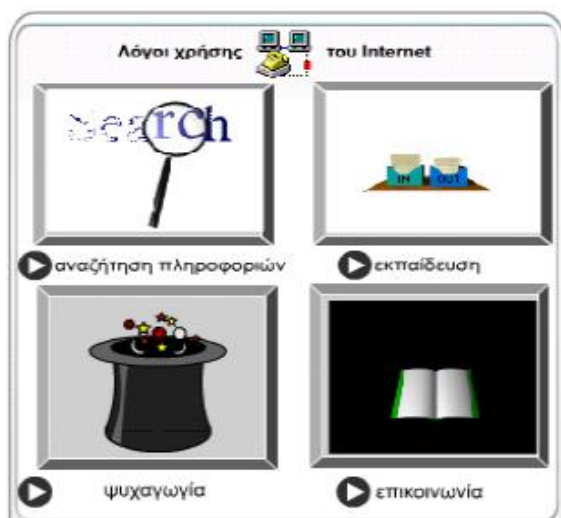 Λόγοι χρήσης του Internet
Search
IN OUT
αναζήτηση πληροφοριών
εκπαίδευση
ψυχαγωγία
επικοινωνία